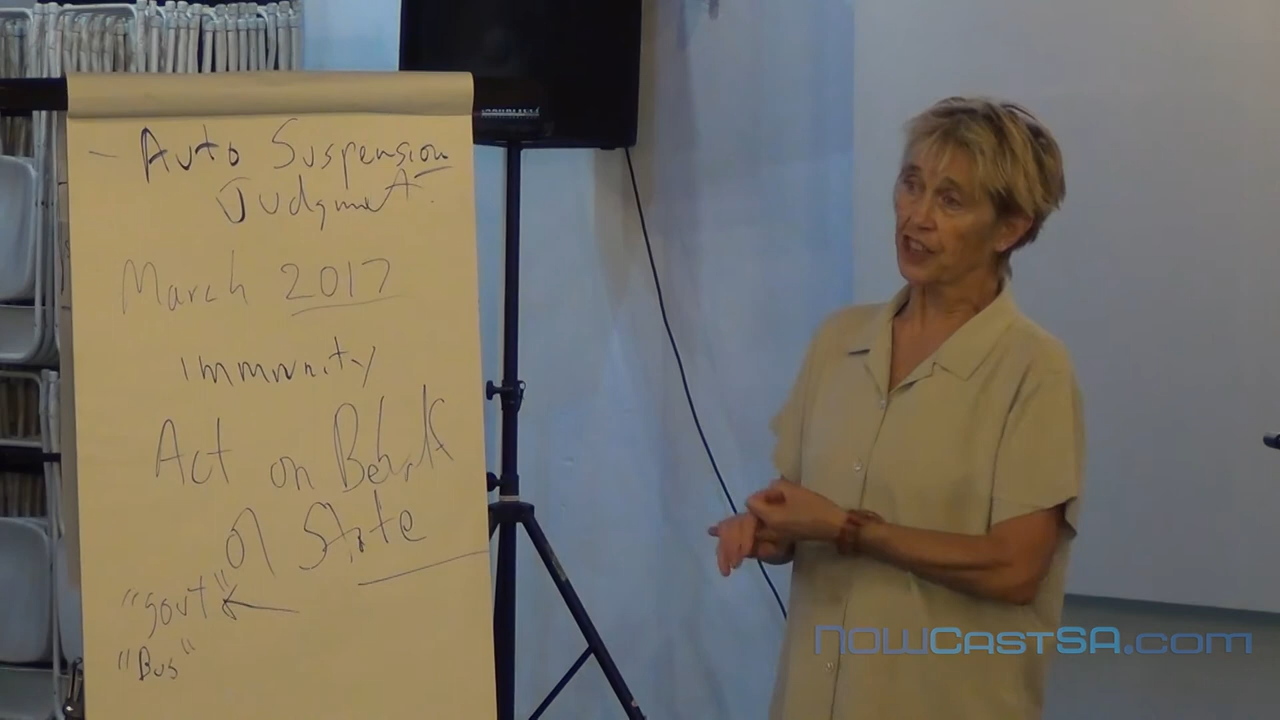 - Auto Suspension
Judgment.
March 2017
immunity
Act on Behalf
of State
"govt"
"Bus"
NOWCASTSA.com